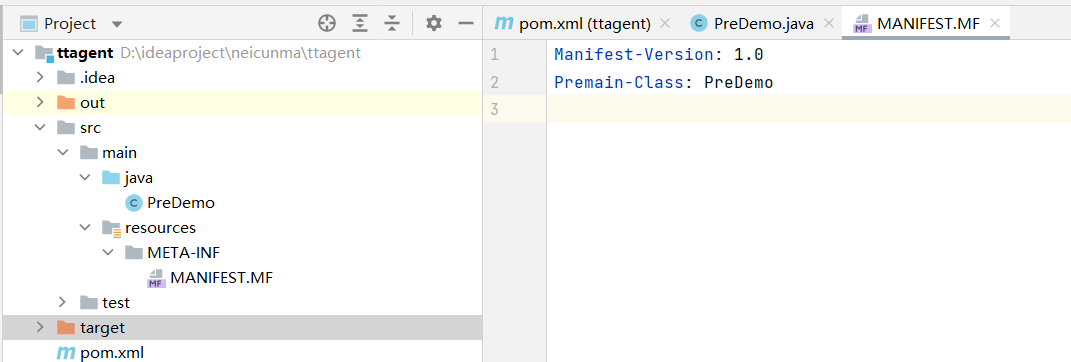 Project
ttagent D:\ideaproject\neicunma\ttagent
.idea
out
src
main
java
PreDemo
resources
META-INF
MANIFEST.MF
test
target
pom.xml
pom.xml (ttagent)
PreDemo.java
MANIFEST.MF
1 Manifest-Version: 1.0
2 Premain-Class: PreDemo
3